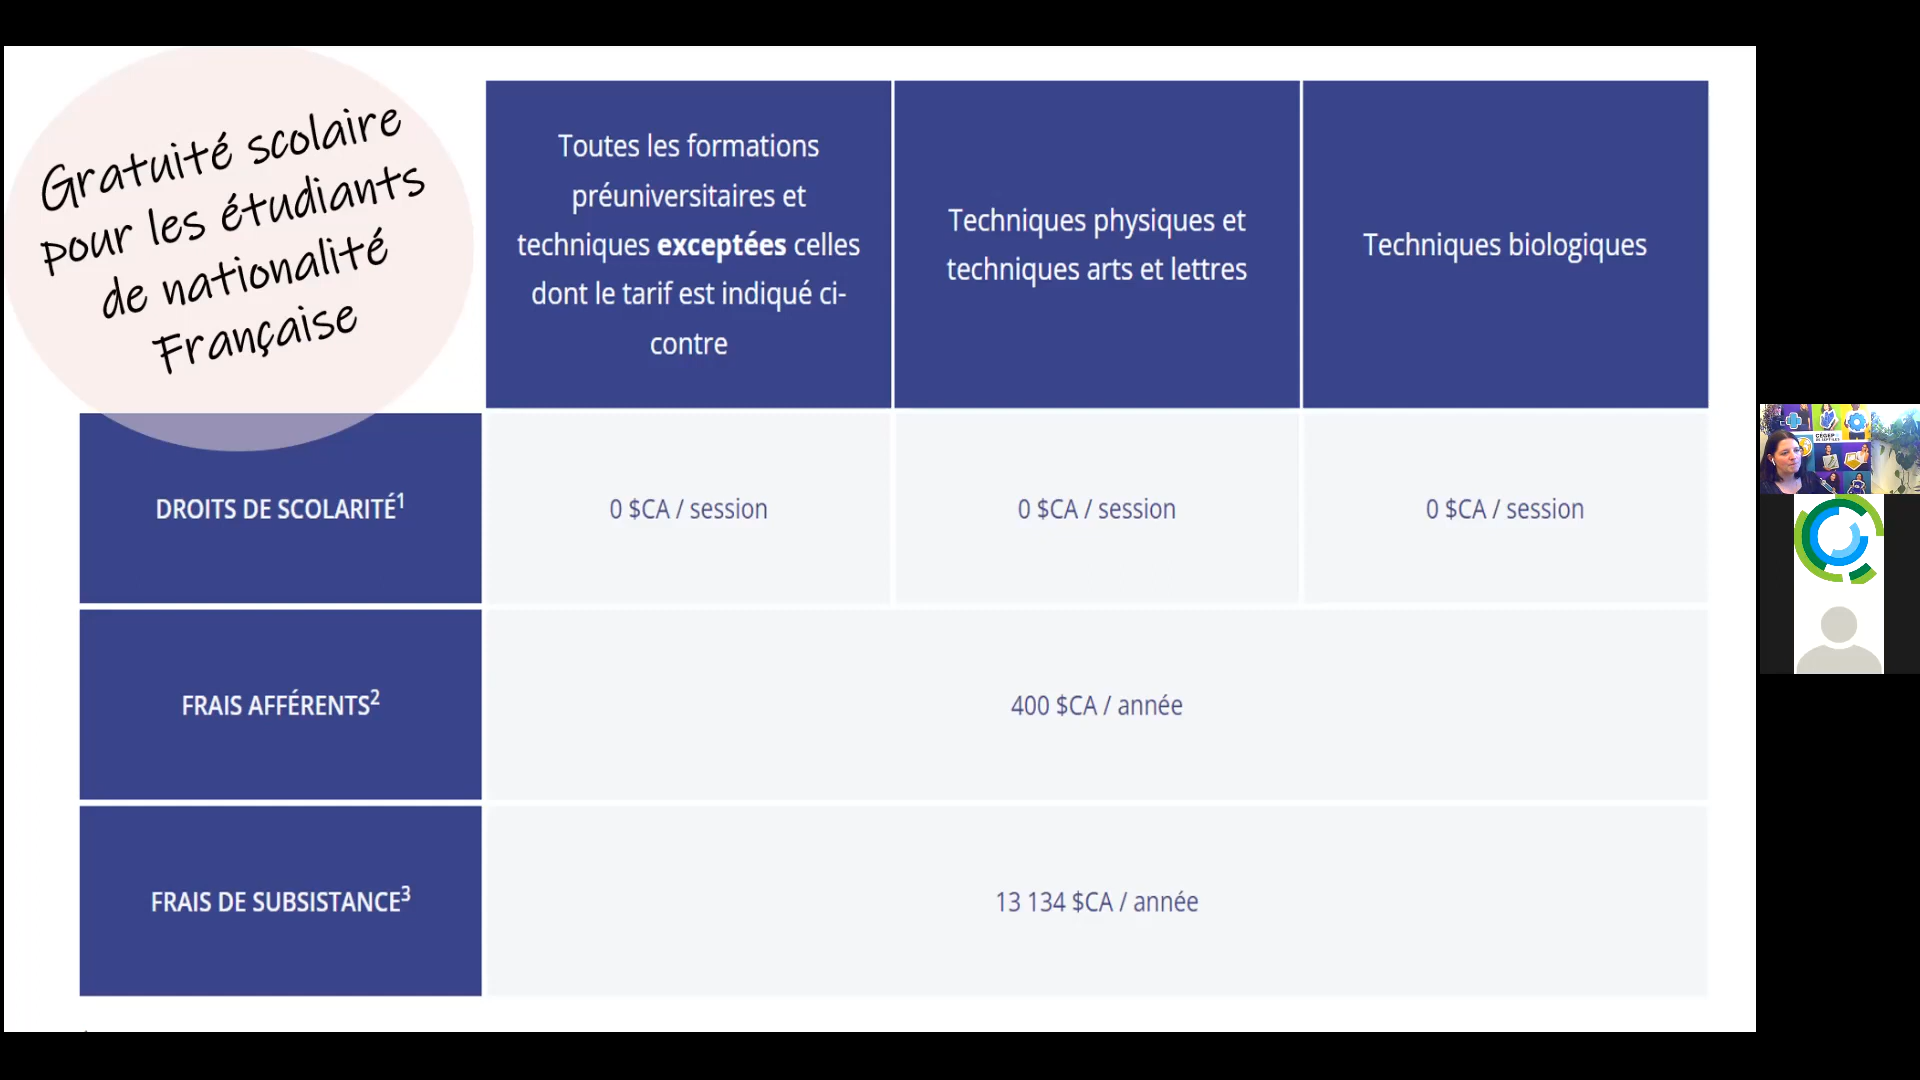 Gratuité scolaire
pour les étudiants
de nationalité
Française
Toutes les formations
préuniversitaires et
techniques exceptées celles
dont le tarif est indiqué ci-
contre
Techniques physiques et
techniques arts et lettres
Techniques biologiques
DROITS DE SCOLARITÉ¹
0 $CA / session
0 $CA / session
0 $CA / session
FRAIS AFFÉRENTS²
400 $CA / année
FRAIS DE SUBSISTANCE³
13 134 $CA / année
CÉGEP